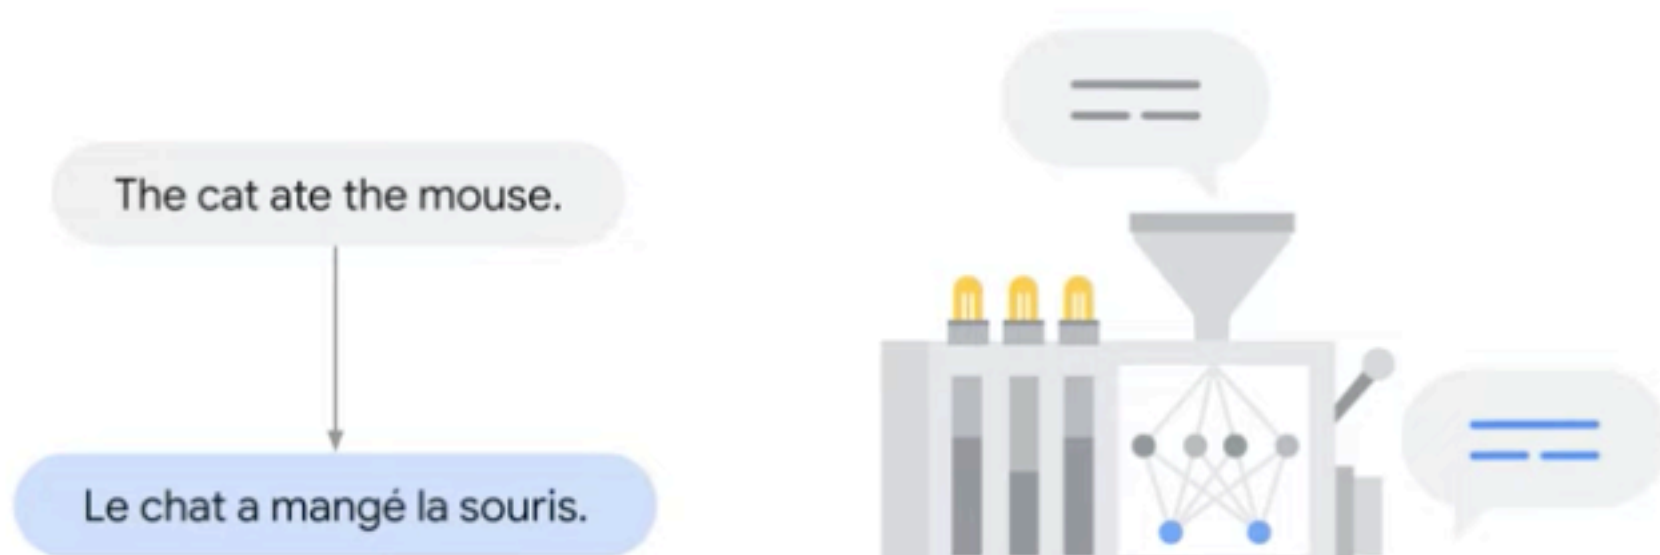 The cat ate the mouse.
Le chat a mangé la souris.